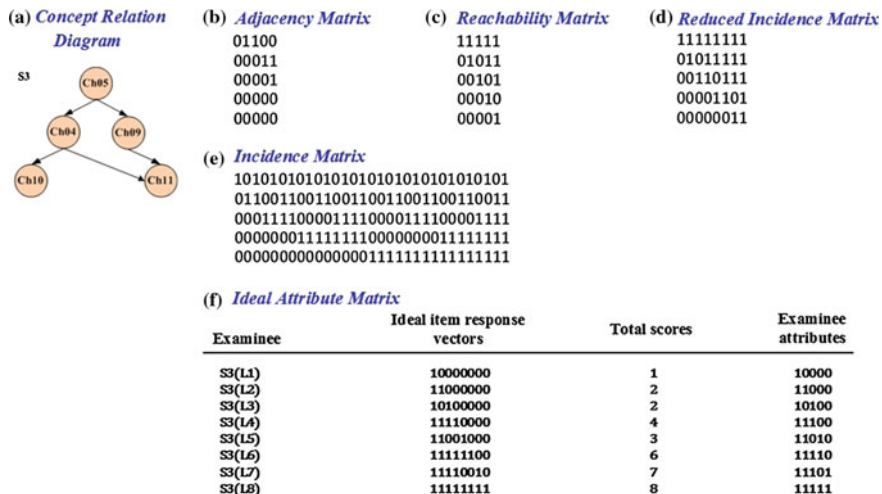 (a) Concept Relation Diagram
S3
Ch05
Ch04
Ch09
Ch10
Ch11
(b) Adjacency Matrix
01100
00011
00001
00000
00000
(c) Reachability Matrix
11111
01011
00101
00010
00001
(d) Reduced Incidence Matrix
11111111
01011111
00110111
00001101
00000011
(e) Incidence Matrix
1010101010101010101010101010101
0110011001100110011001100110011
0001111000011110000111100001111
0000000111111110000000011111111
0000000000000001111111111111111
(f) Ideal Attribute Matrix
Examinee Ideal item response vectors Total scores Examinee attributes
S3(L1) 10000000 1 10000
S3(L2) 11000000 2 11000
S3(L3) 10100000 2 10100
S3(L4) 11110000 4 11100
S3(L5) 11001000 3 11010
S3(L6) 11111100 6 11110
S3(L7) 11110010 7 11101
S3(L8) 11111111 8 11111